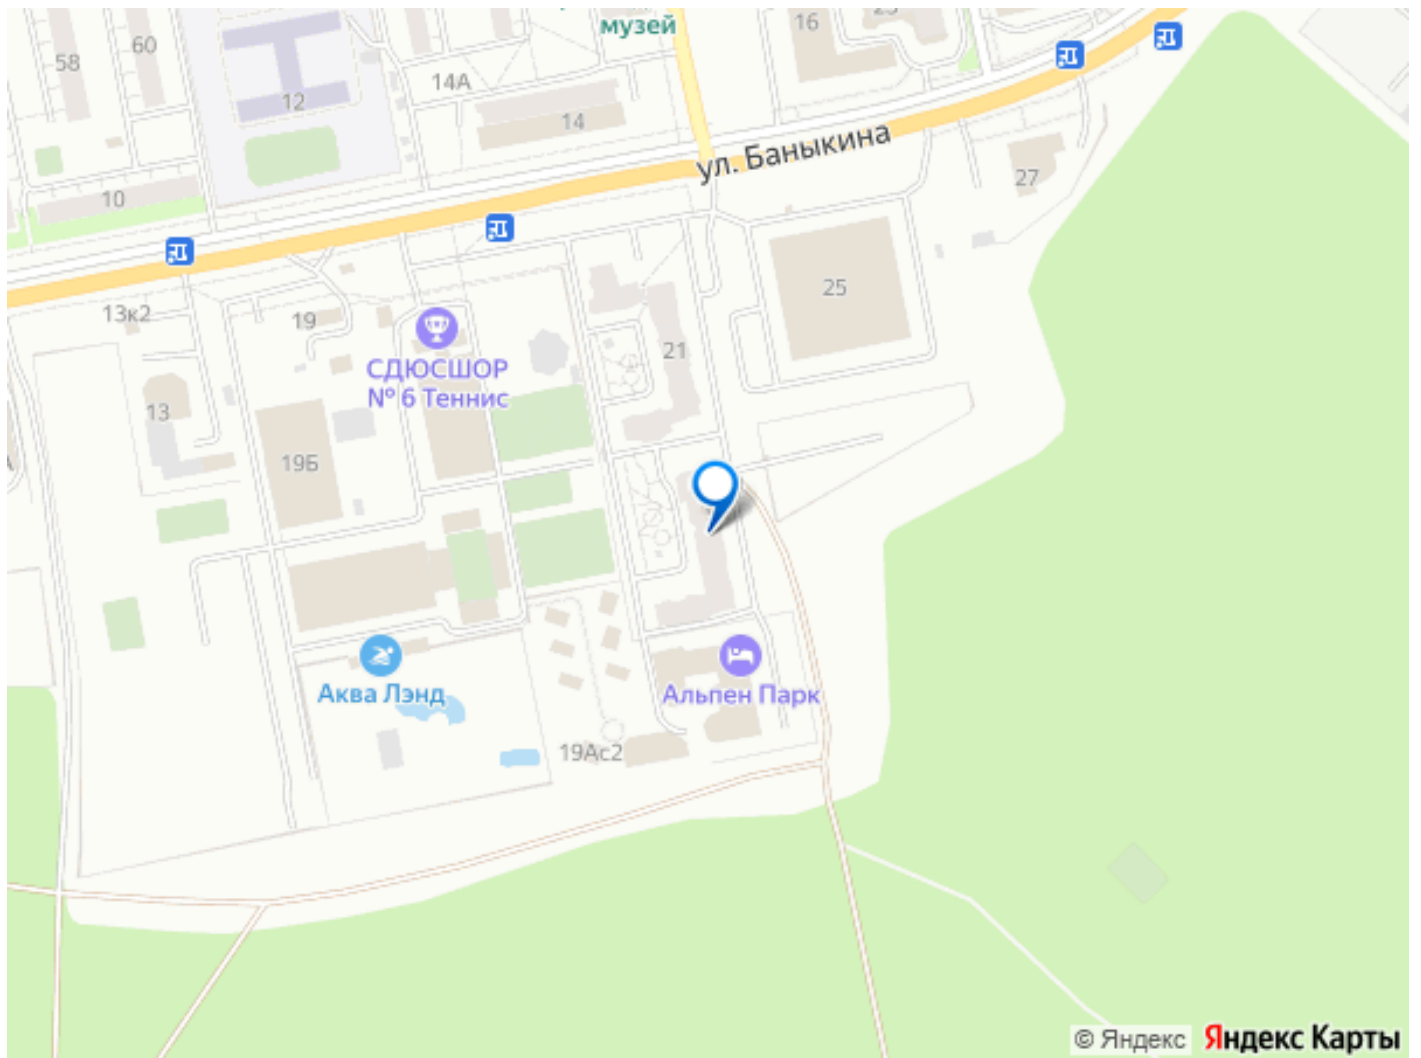 музей
16
58
60
14А
12
14
ул. Баныкина
27
10
25
13к2
19
СДЮСШОР
№ 6 Теннис
21
13
19Б
Аква Лэнд
Альпен Парк
19Ас2
© Яндекс
Яндекс Карты